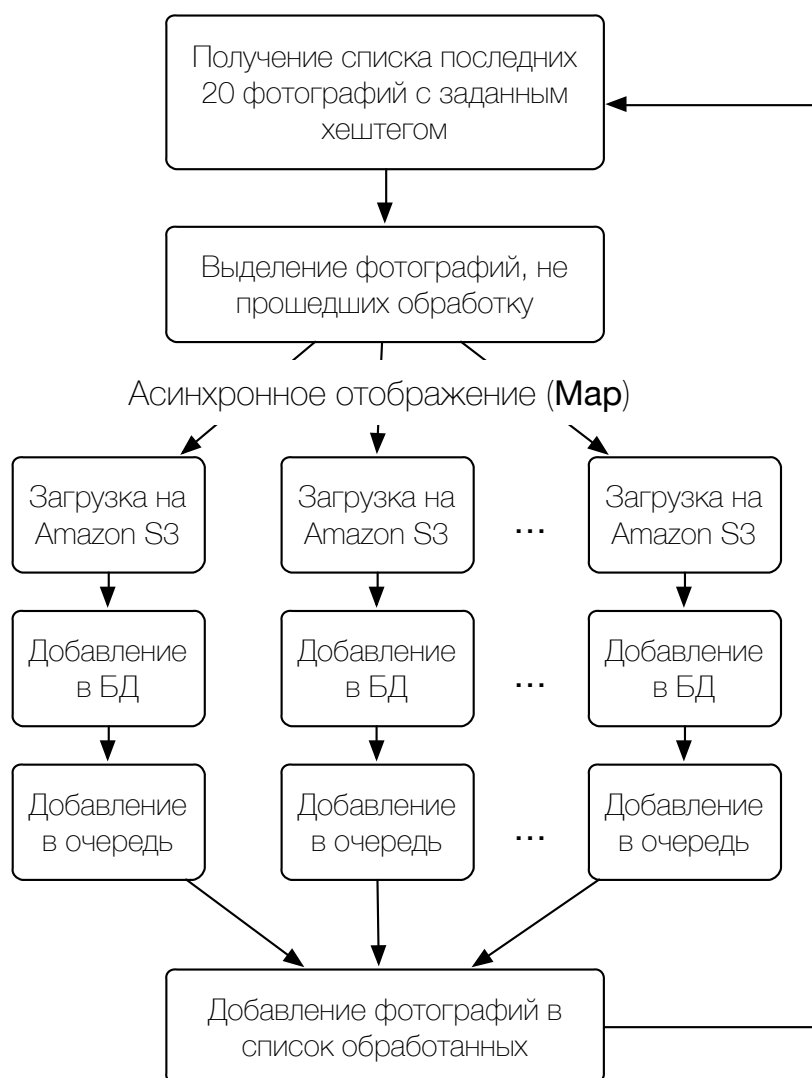 Получение списка последних
20 фотографий с заданным
хештегом
Выделение фотографий, не
прошедших обработку
Асинхронное отображение (Map)
Загрузка на
Amazon S3
Загрузка на
Amazon S3
...
Загрузка на
Amazon S3
Добавление
в БД
Добавление
в БД
...
Добавление
в БД
Добавление
в очередь
Добавление
в очередь
...
Добавление
в очередь
Добавление фотографий в
список обработанных